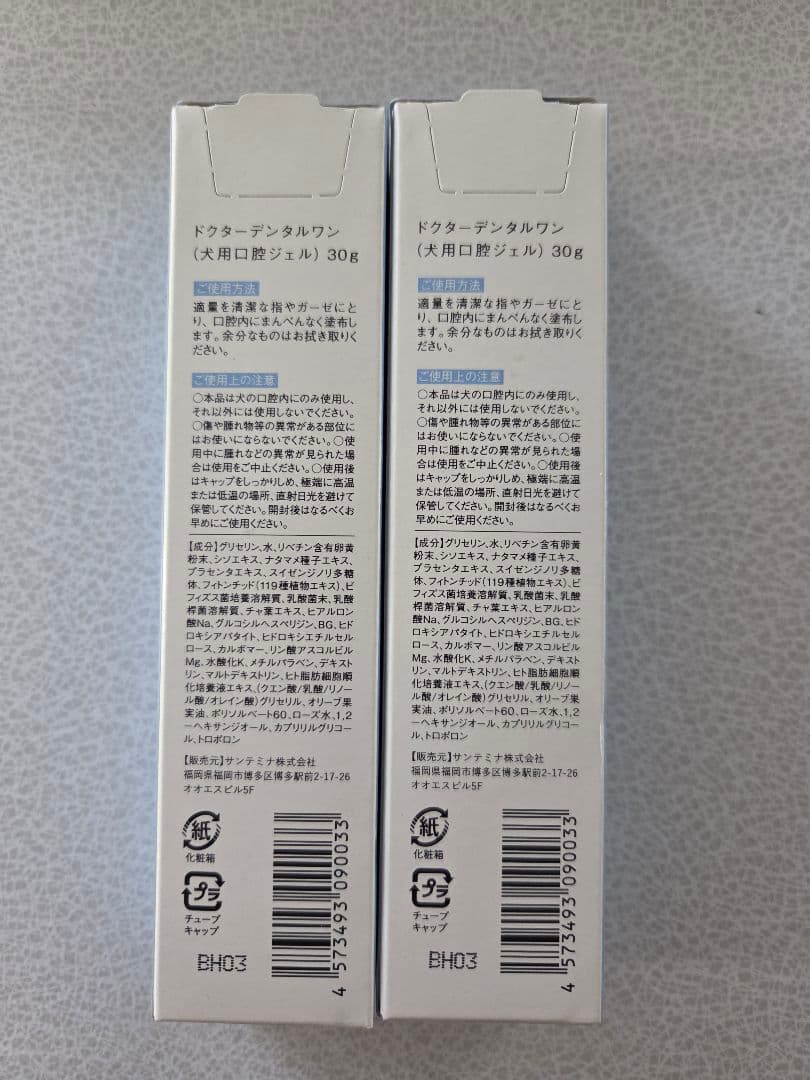 ドクターデンタルワン
(犬用口腔ジェル) 30g
ご使用方法
適量を清潔な指やガーゼにと
り、口腔内にまんべんなく塗布し
ます。余分なものはお拭き取りく
ださい。
ご使用上の注意
○本品は犬の口腔内にのみ使用し、
それ以外には使用しないでください。
○傷や腫れ物等の異常がある部位に
はお使いにならないでください。○使
用中に腫れなどの異常が見られた場
合は使用をご中止ください。○使用後
はキャップをしっかりしめ、極端に高温
または低温の場所、直射日光を避けて
保管してください。開封後はなるべくお
早めにご使用ください。
【成分】グリセリン、水、リベチン含有卵黄
粉末、シソエキス、ナタマメ種子エキス、
プラセンタエキス、スイゼンジノリ多糖
体、フィトンチッド(119種植物エキス)、ビ
フィズス菌培養溶解質、乳酸菌末、乳酸
桿菌溶解質、チャ葉エキス、ヒアルロン
酸Na、グルコシルヘスペリジン、BG、ヒド
ロキシアパタイト、ヒドロキシエチルセル
ロース、カルボマー、リン酸アスコルビル
Mg、水酸化K、メチルパラベン、デキスト
リン、マルトデキストリン、ヒト脂肪細胞順
化培養液エキス、(クエン酸/乳酸/リノー
ル酸/オレイン酸)グリセリル、オリーブ果
実油、ポリソルベート60、ローズ水、1,2
－ヘキサンジオール、カプリリルグリコー
ル、トロポロン
【販売元】サンテミナ株式会社
福岡県福岡市博多区博多駅前2-17-26
オオエスビル5F
紙
化粧箱
プラ
チューブ
キャップ
BH03
4 573493 090033
ドクターデンタルワン
(犬用口腔ジェル) 30g
ご使用方法
適量を清潔な指やガーゼにと
り、口腔内にまんべんなく塗布し
ます。余分なものはお拭き取りく
ださい。
ご使用上の注意
○本品は犬の口腔内にのみ使用し、
それ以外には使用しないでください。
○傷や腫れ物等の異常がある部位に
はお使いにならないでください。○使
用中に腫れなどの異常が見られた場
合は使用をご中止ください。○使用後
はキャップをしっかりしめ、極端に高温
または低温の場所、直射日光を避けて
保管してください。開封後はなるべくお
早めにご使用ください。
【成分】グリセリン、水、リベチン含有卵黄
粉末、シソエキス、ナタマメ種子エキス、
プラセンタエキス、スイゼンジノリ多糖
体、フィトンチッド(119種植物エキス)、ビ
フィズス菌培養溶解質、乳酸菌末、乳酸
桿菌溶解質、チャ葉エキス、ヒアルロン
酸Na、グルコシルヘスペリジン、BG、ヒド
ロキシアパタイト、ヒドロキシエチルセル
ロース、カルボマー、リン酸アスコルビル
Mg、水酸化K、メチルパラベン、デキスト
リン、マルトデキストリン、ヒト脂肪細胞順
化培養液エキス、(クエン酸/乳酸/リノー
ル酸/オレイン酸)グリセリル、オリーブ果
実油、ポリソルベート60、ローズ水、1,2
－ヘキサンジオール、カプリリルグリコー
ル、トロポロン
【販売元】サンテミナ株式会社
福岡県福岡市博多区博多駅前2-17-26
オオエスビル5F
紙
化粧箱
プラ
チューブ
キャップ
BH03
4 573493 090033